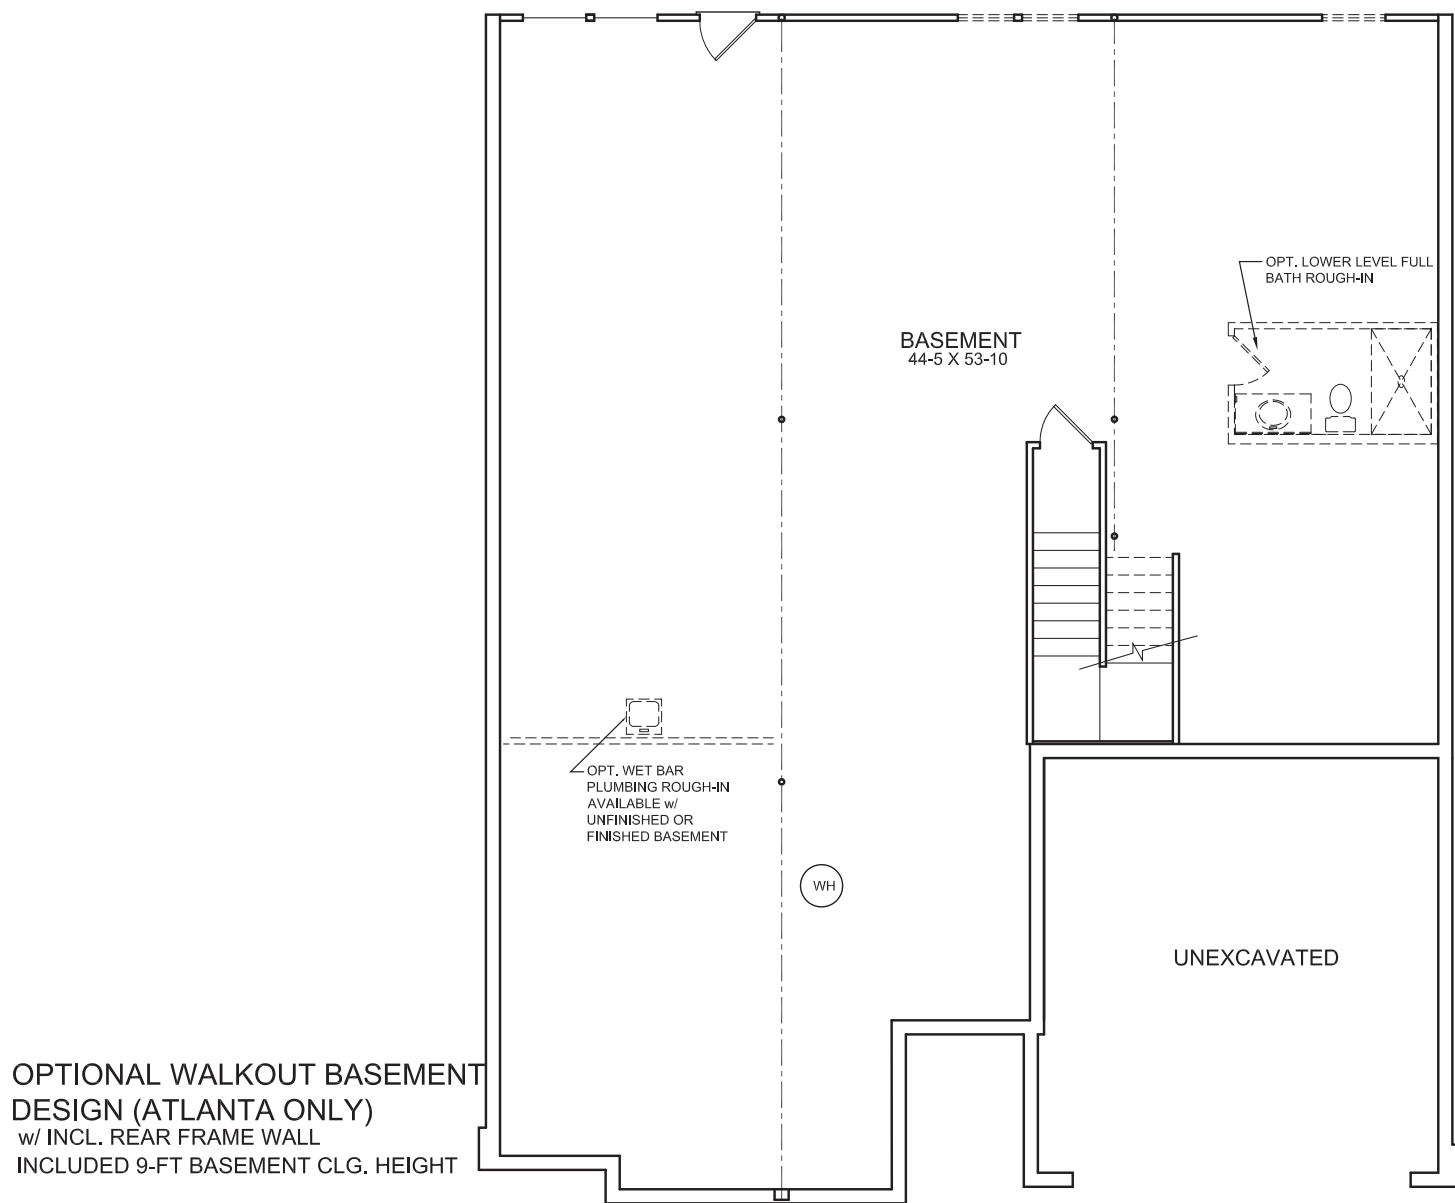 OPT. LOWER LEVEL FULL
BATH ROUGH-IN
BASEMENT
44-5 X 53-10
OPT. WET BAR
PLUMBING ROUGH-IN
AVAILABLE w/
UNFINISHED OR
FINISHED BASEMENT
WH
UNEXCAVATED
OPTIONAL WALKOUT BASEMENT
DESIGN (ATLANTA ONLY)
w/ INCL. REAR FRAME WALL
INCLUDED 9-FT BASEMENT CLG. HEIGHT